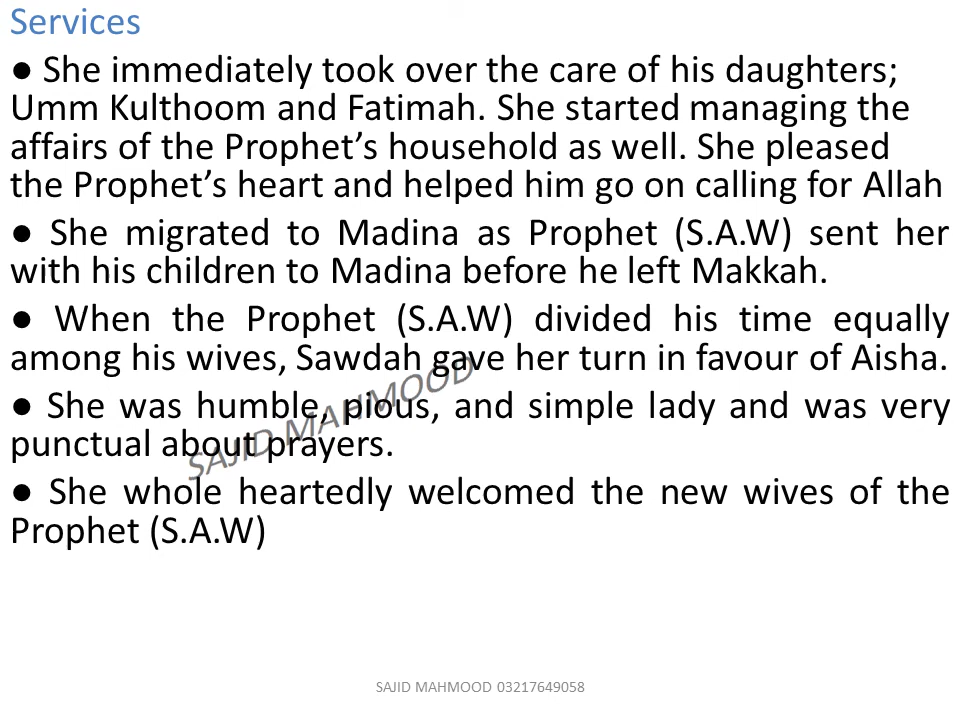 Services
● She immediately took over the care of his daughters;
Umm Kulthoom and Fatimah. She started managing the
affairs of the Prophet’s household as well. She pleased
the Prophet’s heart and helped him go on calling for Allah
● She migrated to Madina as Prophet (S.A.W) sent her
with his children to Madina before he left Makkah.
● When the Prophet (S.A.W) divided his time equally
among his wives, Sawdah gave her turn in favour of Aisha.
● She was humble, pious, and simple lady and was very
punctual about prayers.
● She whole heartedly welcomed the new wives of the
Prophet (S.A.W)
SAJID MAHMOOD
SAJID MAHMOOD 03217649058